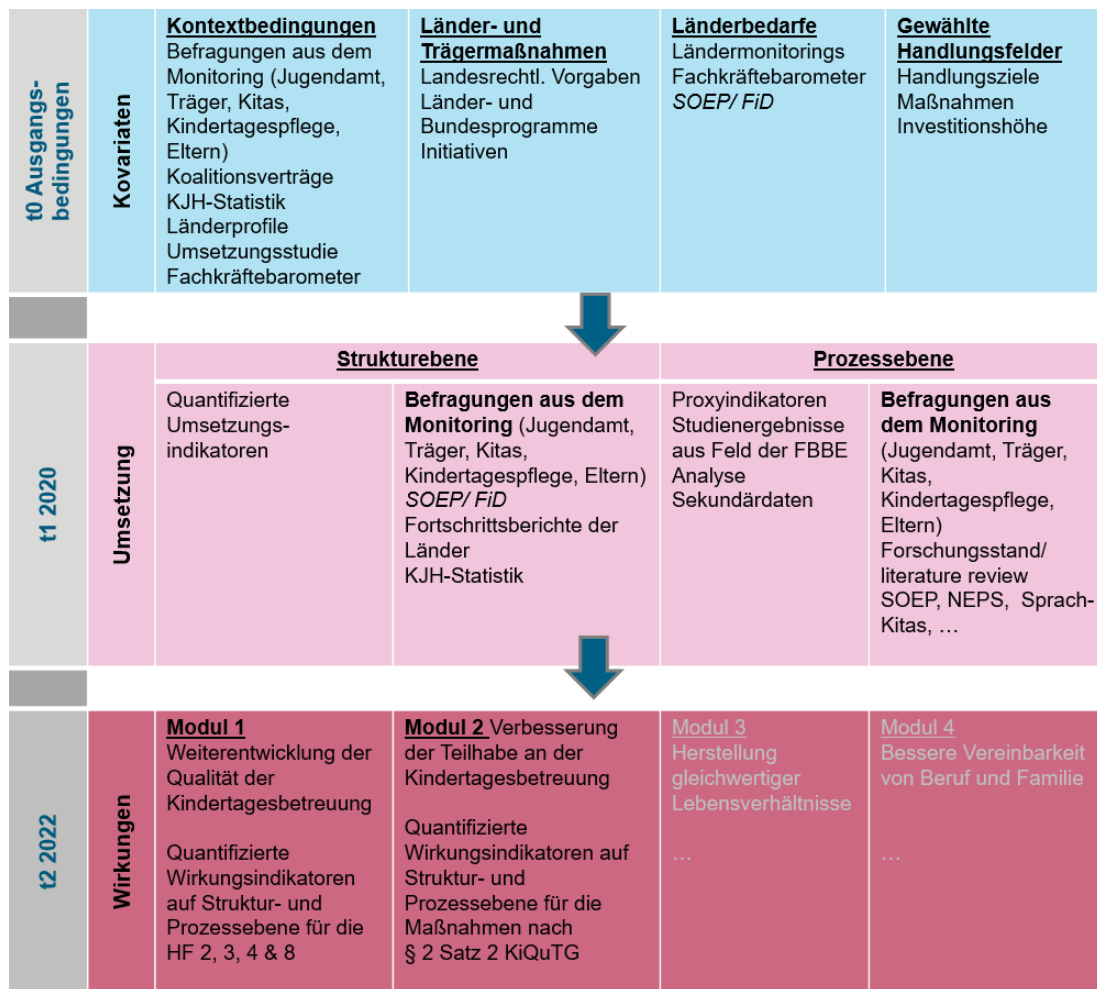 t0 Ausgangs-
bedingungen
Kovariaten
Kontextbedingungen
Befragungen aus dem
Monitoring (Jugendamt,
Träger, Kitas,
Kindertagespflege,
Eltern)
Koalitionsverträge
KJH-Statistik
Länderprofile
Umsetzungsstudie
Fachkräftebarometer
Länder- und
Trägermaßnahmen
Landesrechtl. Vorgaben
Länder- und
Bundesprogramme
Initiativen
Länderbedarfe
Ländermonitorings
Fachkräftebarometer
SOEP/ FiD
Gewählte
Handlungsfelder
Handlungsziele
Maßnahmen
Investitionshöhe
t1 2020
Umsetzung
Strukturebene
Prozessebene
Quantifizierte
Umsetzungs-
indikatoren
Befragungen aus dem
Monitoring (Jugendamt,
Träger, Kitas,
Kindertagespflege, Eltern)
SOEP/ FiD
Fortschrittsberichte der
Länder
KJH-Statistik
Proxyindikatoren
Studienergebnisse
aus Feld der FBBE
Analyse
Sekundärdaten
Befragungen aus
dem Monitoring
(Jugendamt, Träger,
Kitas,
Kindertagespflege,
Eltern)
Forschungsstand/
literature review
SOEP, NEPS, Sprach-
Kitas, …
t2 2022
Wirkungen
Modul 1
Weiterentwicklung der
Qualität der
Kindertagesbetreuung
Quantifizierte
Wirkungsindikatoren
auf Struktur- und
Prozessebene für die
HF 2, 3, 4 & 8
Modul 2 Verbesserung
der Teilhabe an der
Kindertagesbetreuung
Quantifizierte
Wirkungsindikatoren auf
Struktur- und
Prozessebene für die
Maßnahmen nach
§ 2 Satz 2 KiQuTG
Modul 3
Herstellung
gleichwertiger
Lebensverhältnisse
…
Modul 4
Bessere Vereinbarkeit
von Beruf und Familie
…